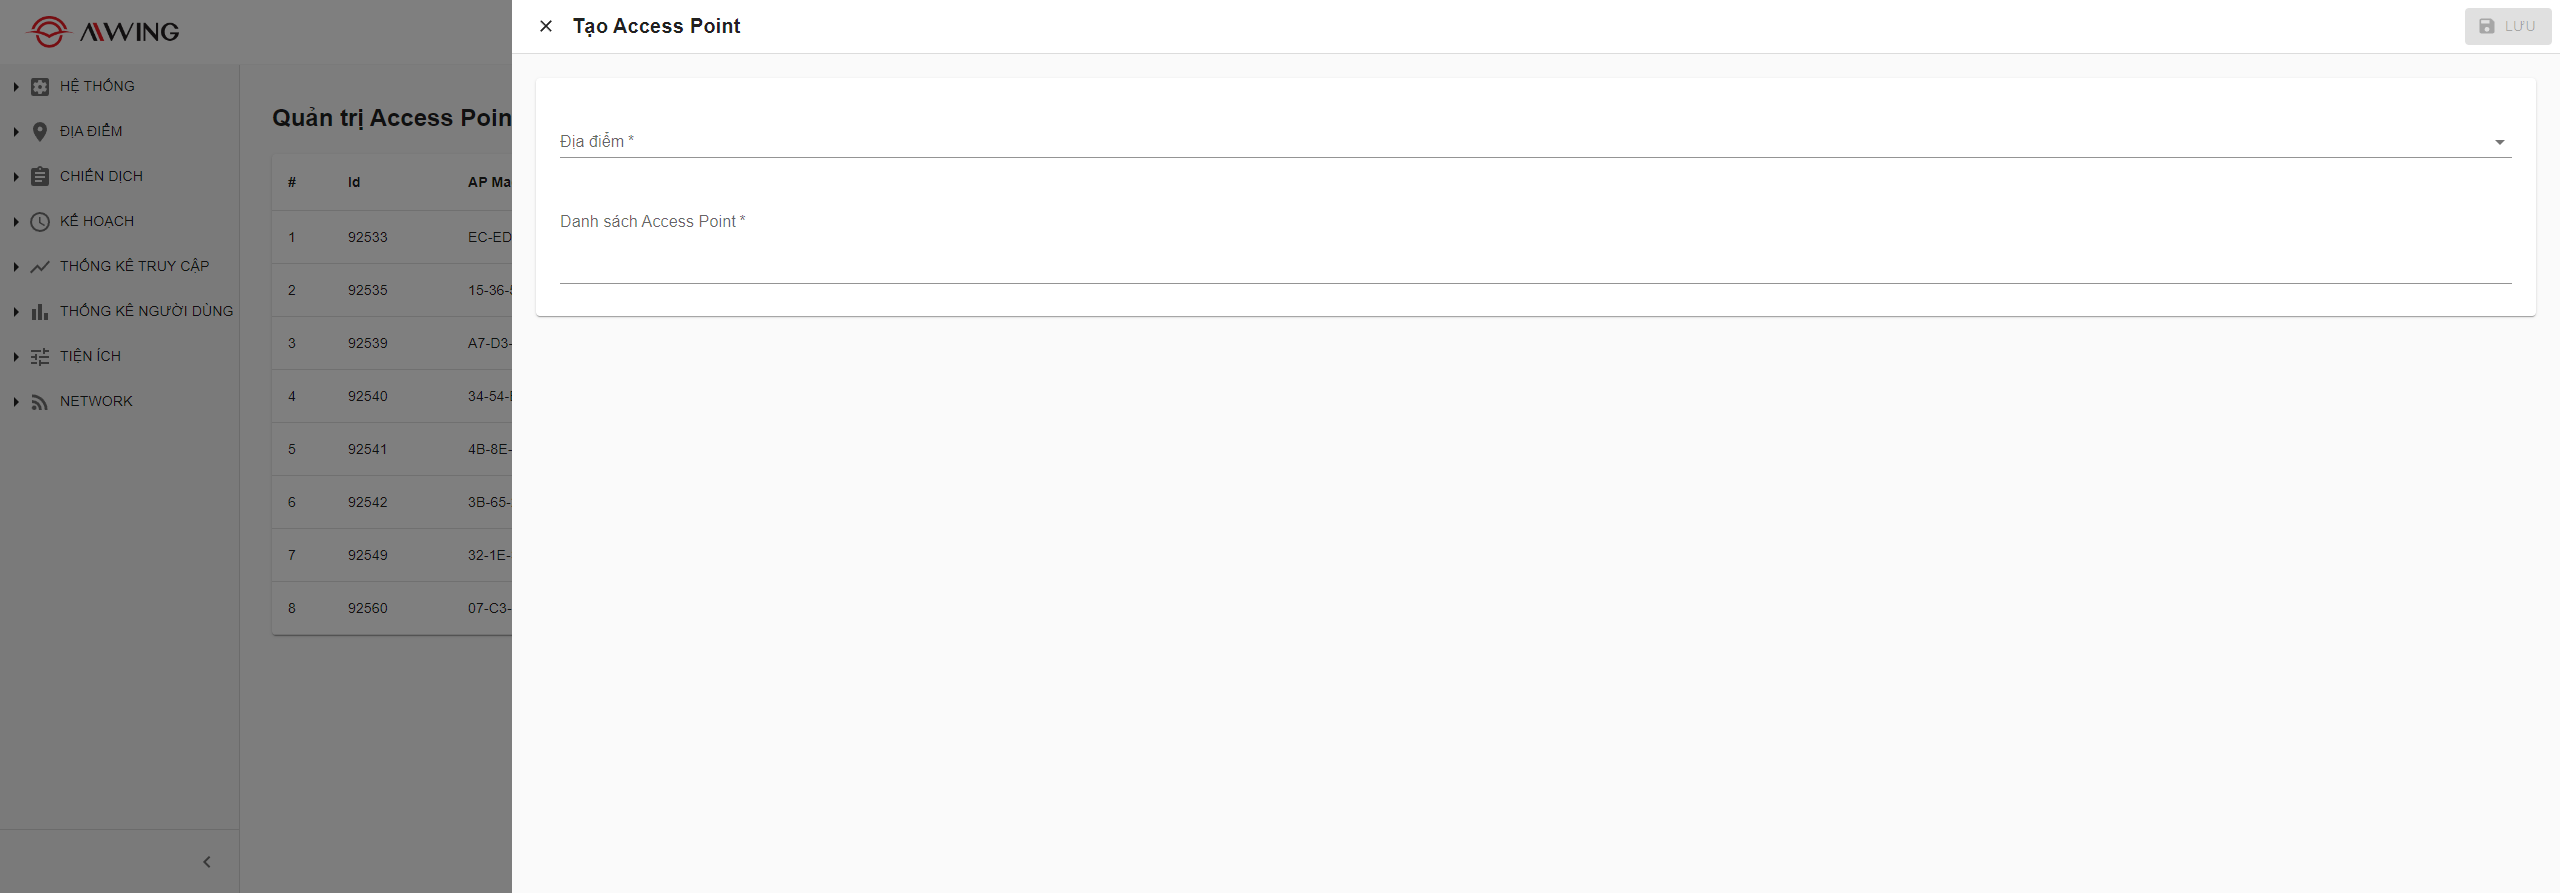 AWING
HỆ THỐNG
ĐỊA ĐIỂM
CHIẾN DỊCH
KẾ HOẠCH
THỐNG KÊ TRUY CẬP
THỐNG KÊ NGƯỜI DÙNG
TIỆN ÍCH
NETWORK
Quản trị Access Poin
# Id AP Ma
1 92533 EC-ED
2 92535 15-36-
3 92539 A7-D3-
4 92540 34-54-
5 92541 4B-8E-
6 92542 3B-65-
7 92549 32-1E-
8 92560 07-C3-
Tạo Access Point
LƯU
Địa điểm *
Danh sách Access Point *